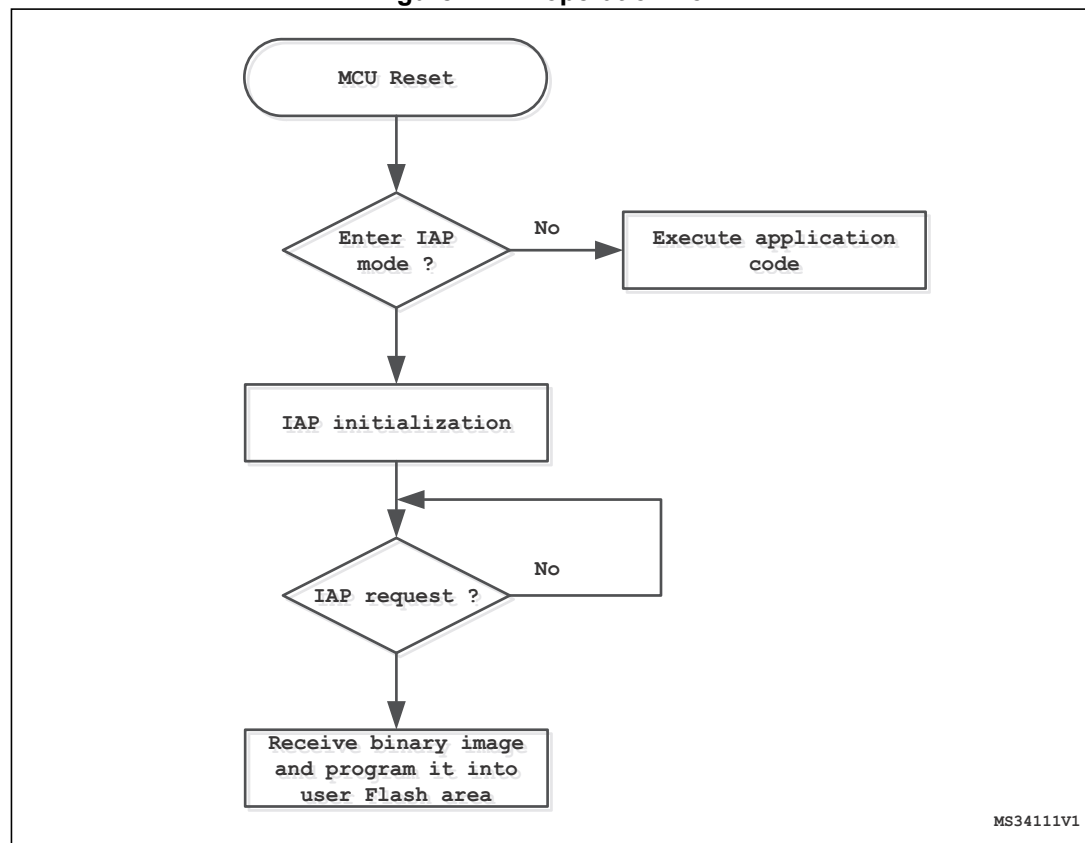 MCU Reset
Enter IAP
mode ?
No
Execute application
code
IAP initialization
IAP request ?
No
Receive binary image
and program it into
user Flash area
MS34111V1